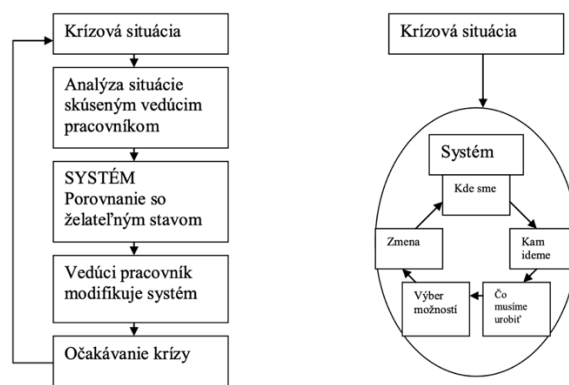 Krízová situácia
Analýza situácie
skúseným vedúcim
pracovníkom
SYSTÉM
Porovnanie so
želateľným stavom
Vedúci pracovník
modifikuje systém
Očakávanie krízy
Krízová situácia
Systém
Kde sme
Zmena
Kam
ideme
Výber
možností
Čo
musíme
urobiť